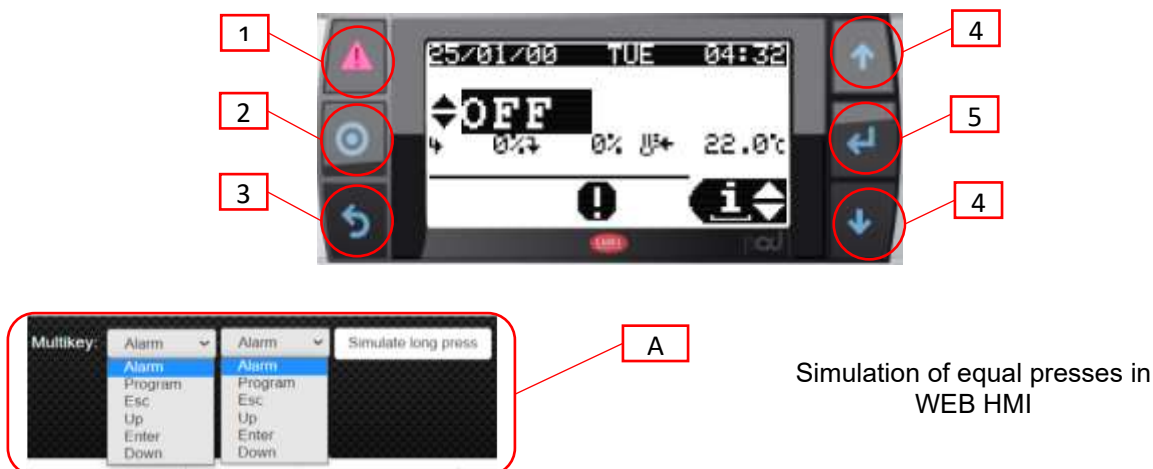 1
2
3
4
5
4
25/01/00 TUE 04:32
OFF
0% 0% 22.0°c
i
CAREL
Multikey: Alarm Alarm Simulate long press
Alarm Alarm
Program Program
Esc Esc
Up Up
Enter Enter
Down Down
A
Simulation of equal presses in
WEB HMI